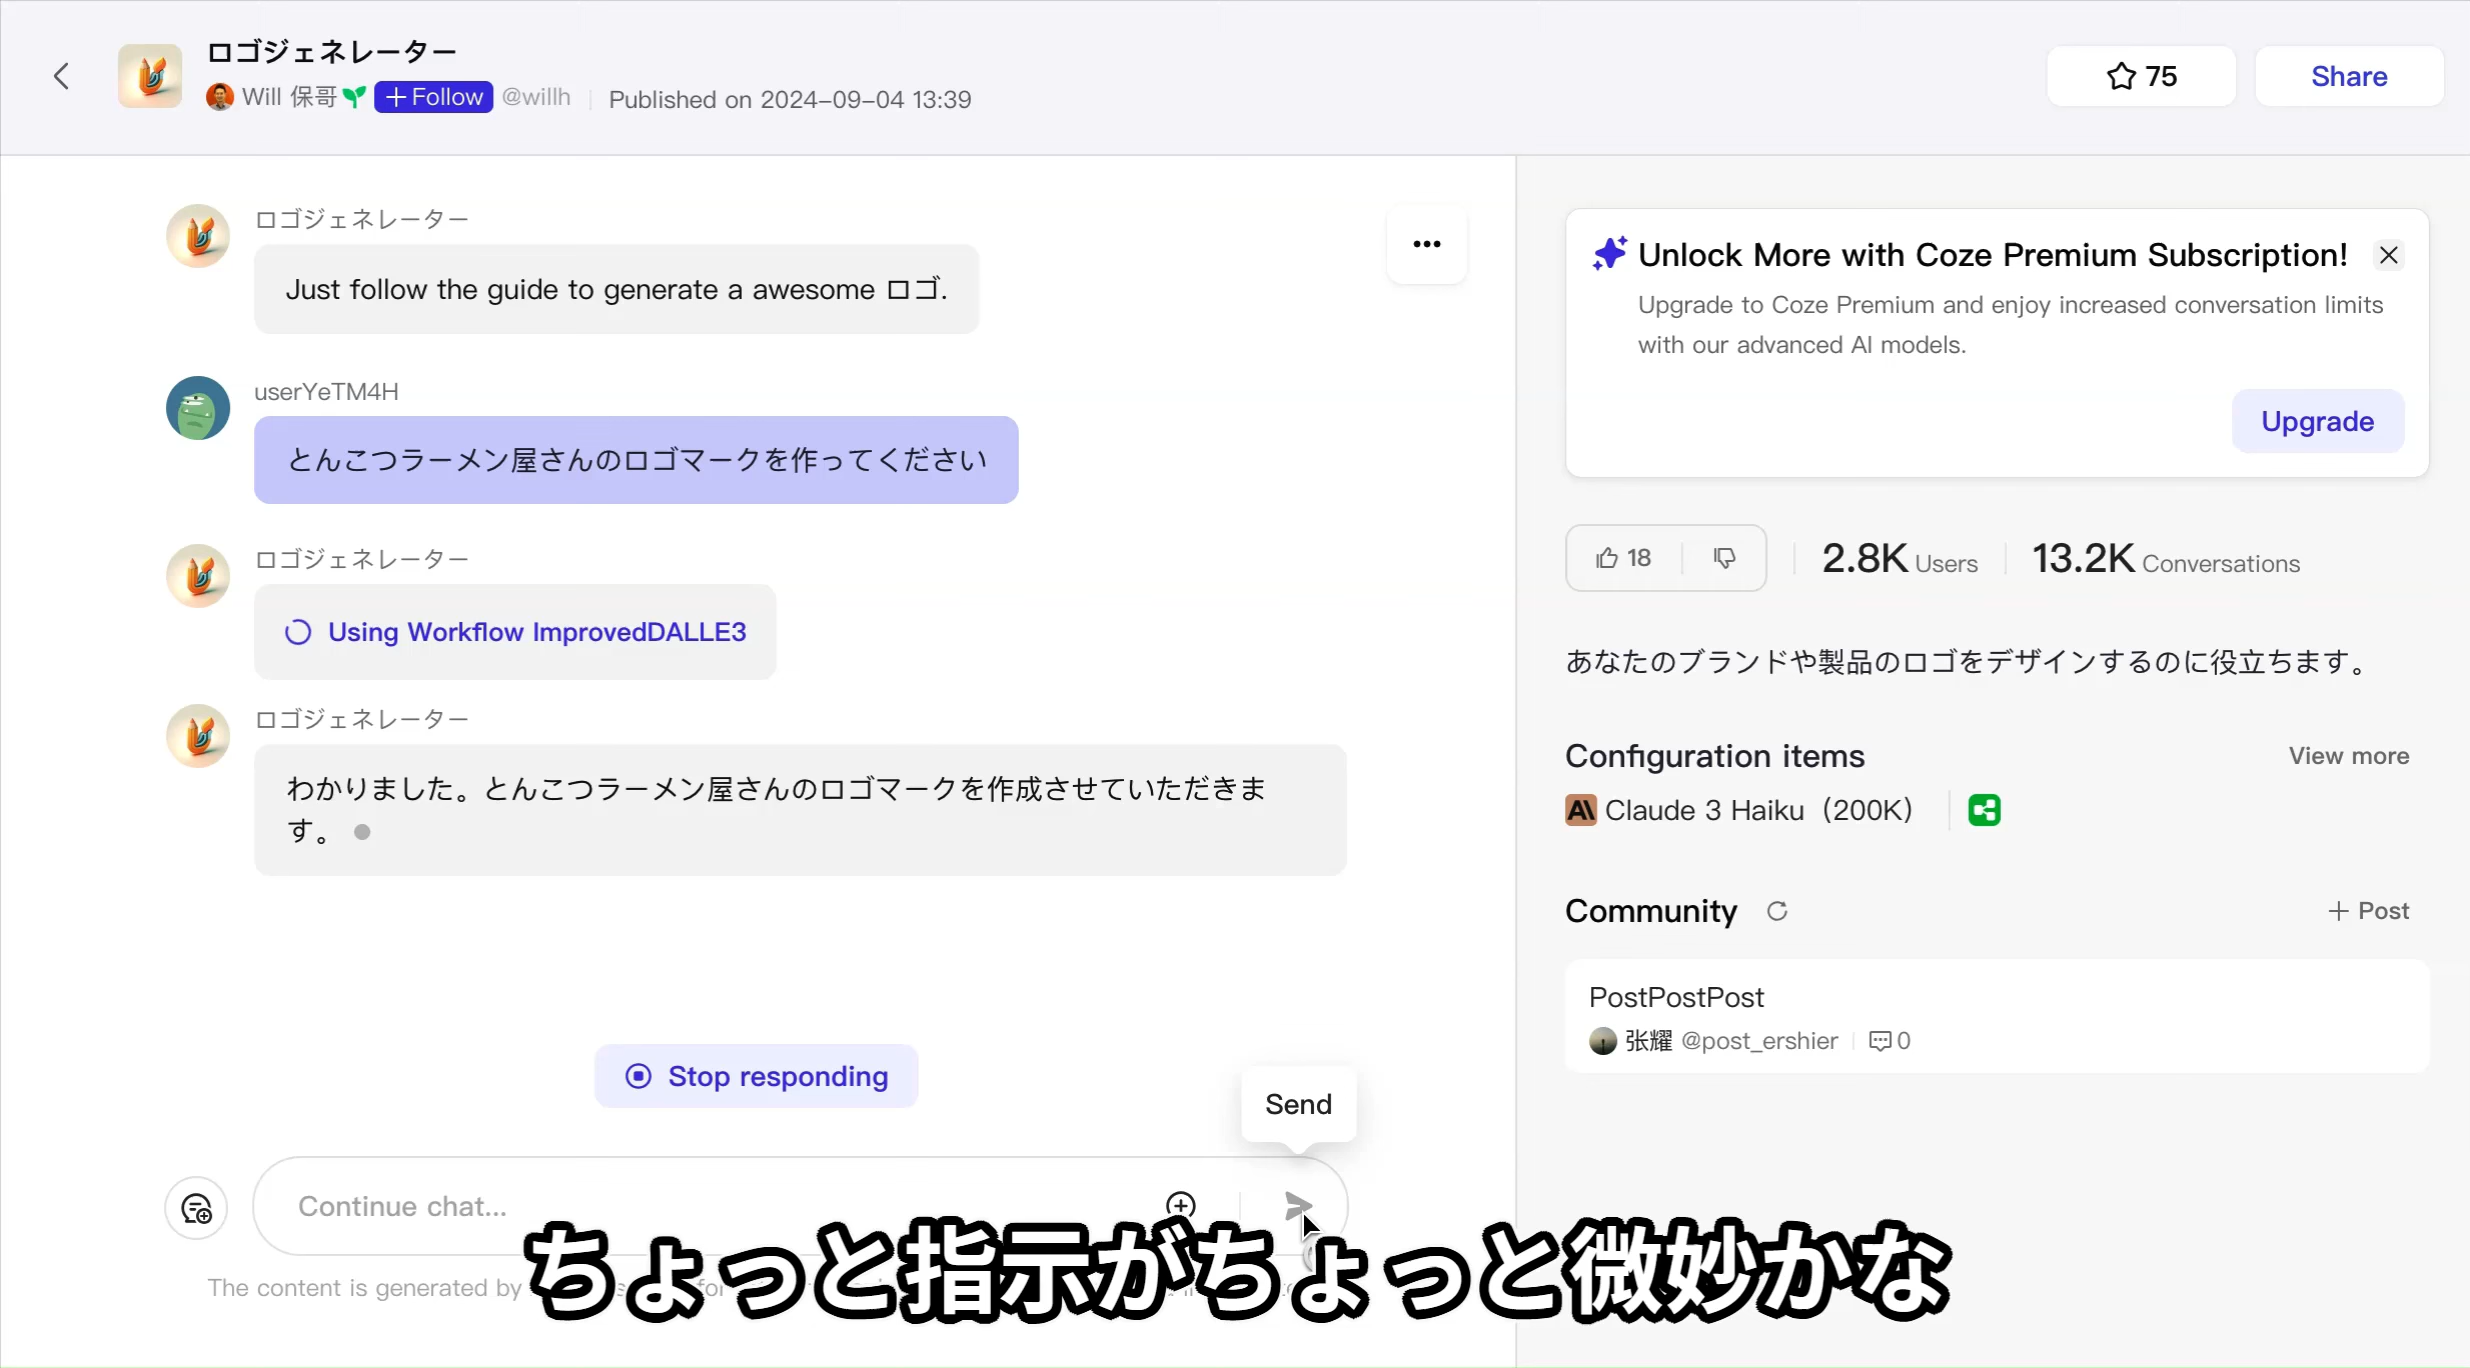 ロゴジェネレーター
Will 保哥 + Follow @willh Published on 2024-09-04 13:39
75
Share
ロゴジェネレーター
Just follow the guide to generate a awesome ロゴ.
userYeTM4H
とんこつラーメン屋さんのロゴマークを作ってください
ロゴジェネレーター
Using Workflow ImprovedDALLE3
ロゴジェネレーター
わかりました。とんこつラーメン屋さんのロゴマークを作成させていただきま
す。
Stop responding
Send
Continue chat...
The content is generated by
ちょっと指示がちょっと微妙かな
Unlock More with Coze Premium Subscription!
Upgrade to Coze Premium and enjoy increased conversation limits
with our advanced AI models.
Upgrade
18
2.8K Users
13.2K Conversations
あなたのブランドや製品のロゴをデザインするのに役立ちます。
Configuration items
View more
Claude 3 Haiku（200K）
Community
+ Post
PostPostPost
张耀 @post_ershier 0